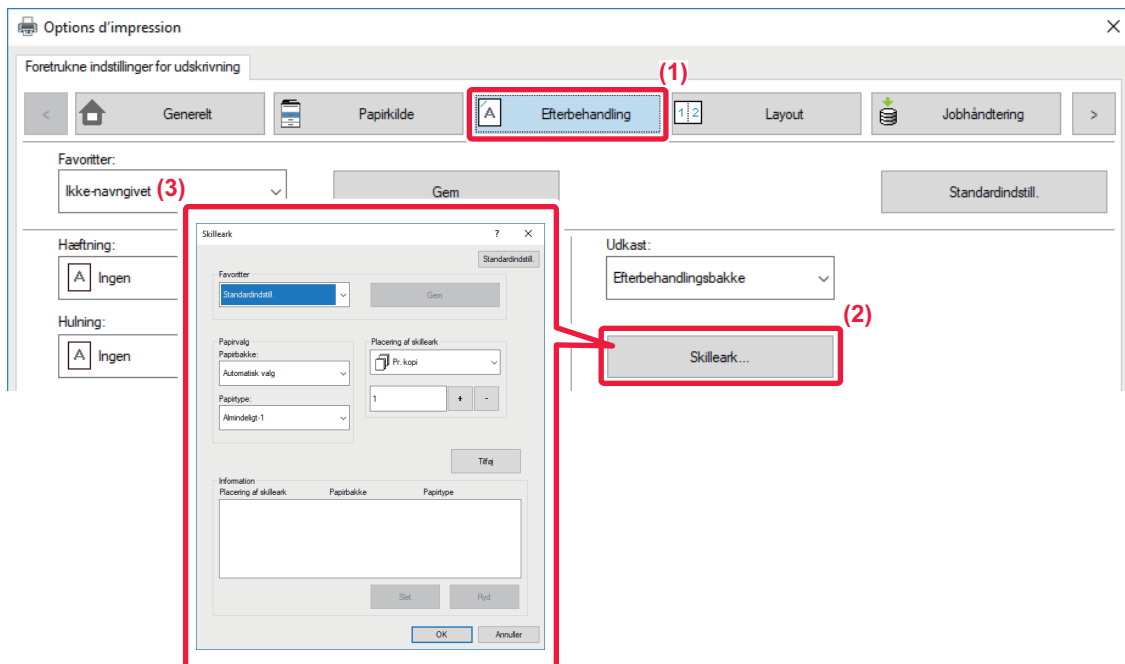 Options d'impression
Foretrukne indstillinger for udskrivning
(1)
< Generelt Papirkilde Efterbehandling 1 2 Layout Jobhåndtering >
Favoritter:
Ikke-navngivet (3) Gem Standardindstill.
Skilleark ? ×
Standardindstill.
Favoritter
Standardindstill. Gem
Papirvalg
Papirbakke:
Automatisk valg
Papirtype:
Almindeligt-1
Placering af skilleark
Pr. kopi
1 + -
Tilføj
Information
Placering af skilleark Papirbakke Papirtype
Slet Ryd
OK Annuller
Hæftning:
A Ingen
Hulning:
A Ingen
Udkast:
Efterbehandlingsbakke
(2)
Skilleark...